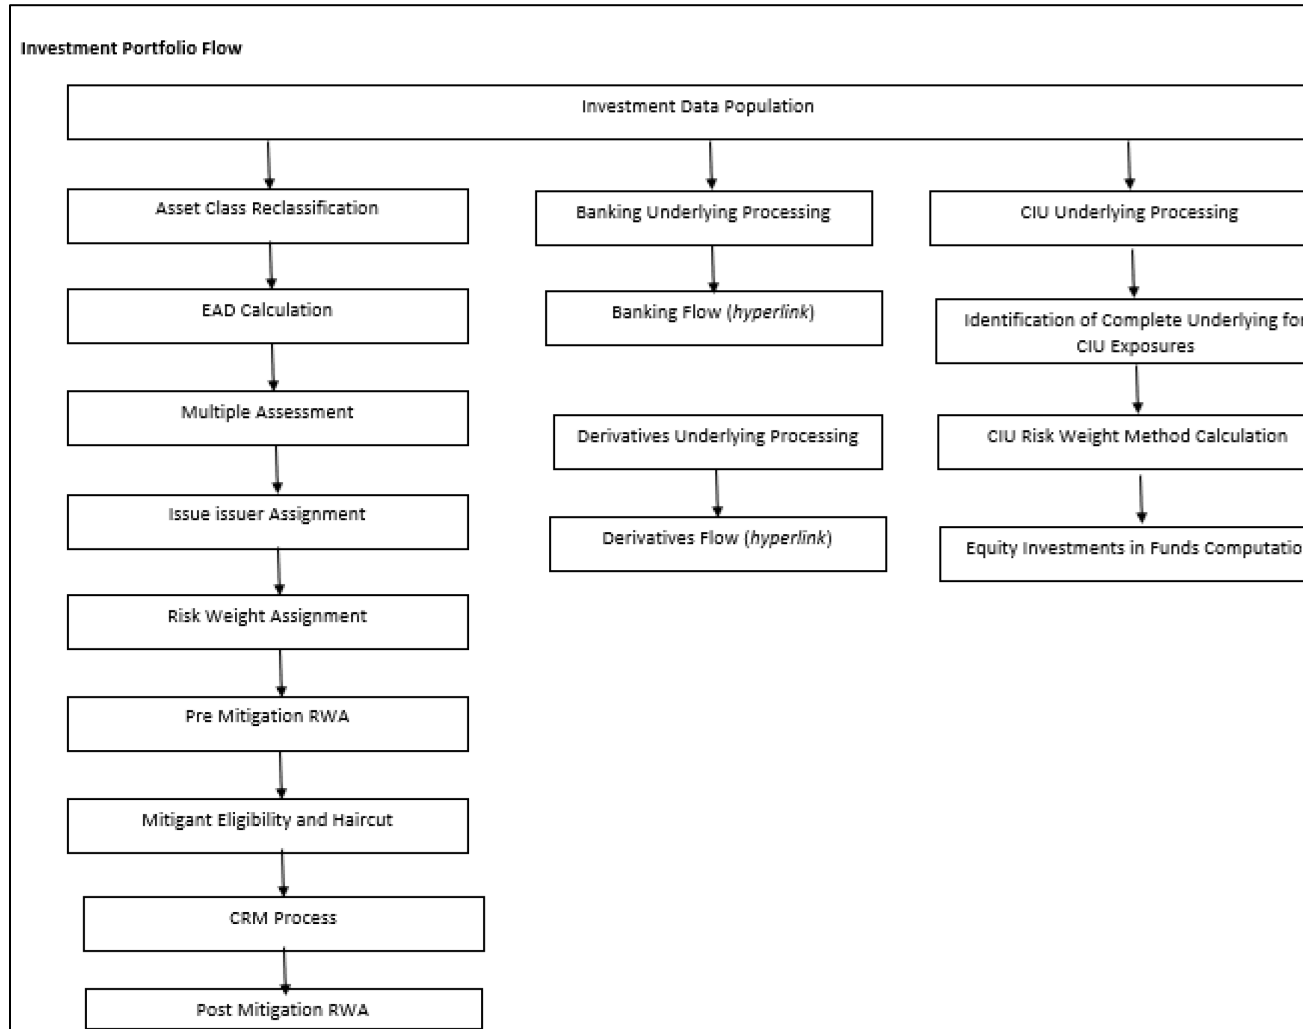 Investment Portfolio Flow
Investment Data Population
Asset Class Reclassification
EAD Calculation
Multiple Assessment
Issue issuer Assignment
Risk Weight Assignment
Pre Mitigation RWA
Mitigant Eligibility and Haircut
CRM Process
Post Mitigation RWA
Banking Underlying Processing
Banking Flow (hyperlink)
Derivatives Underlying Processing
Derivatives Flow (hyperlink)
CIU Underlying Processing
Identification of Complete Underlying for
CIU Exposures
CIU Risk Weight Method Calculation
Equity Investments in Funds Computatio